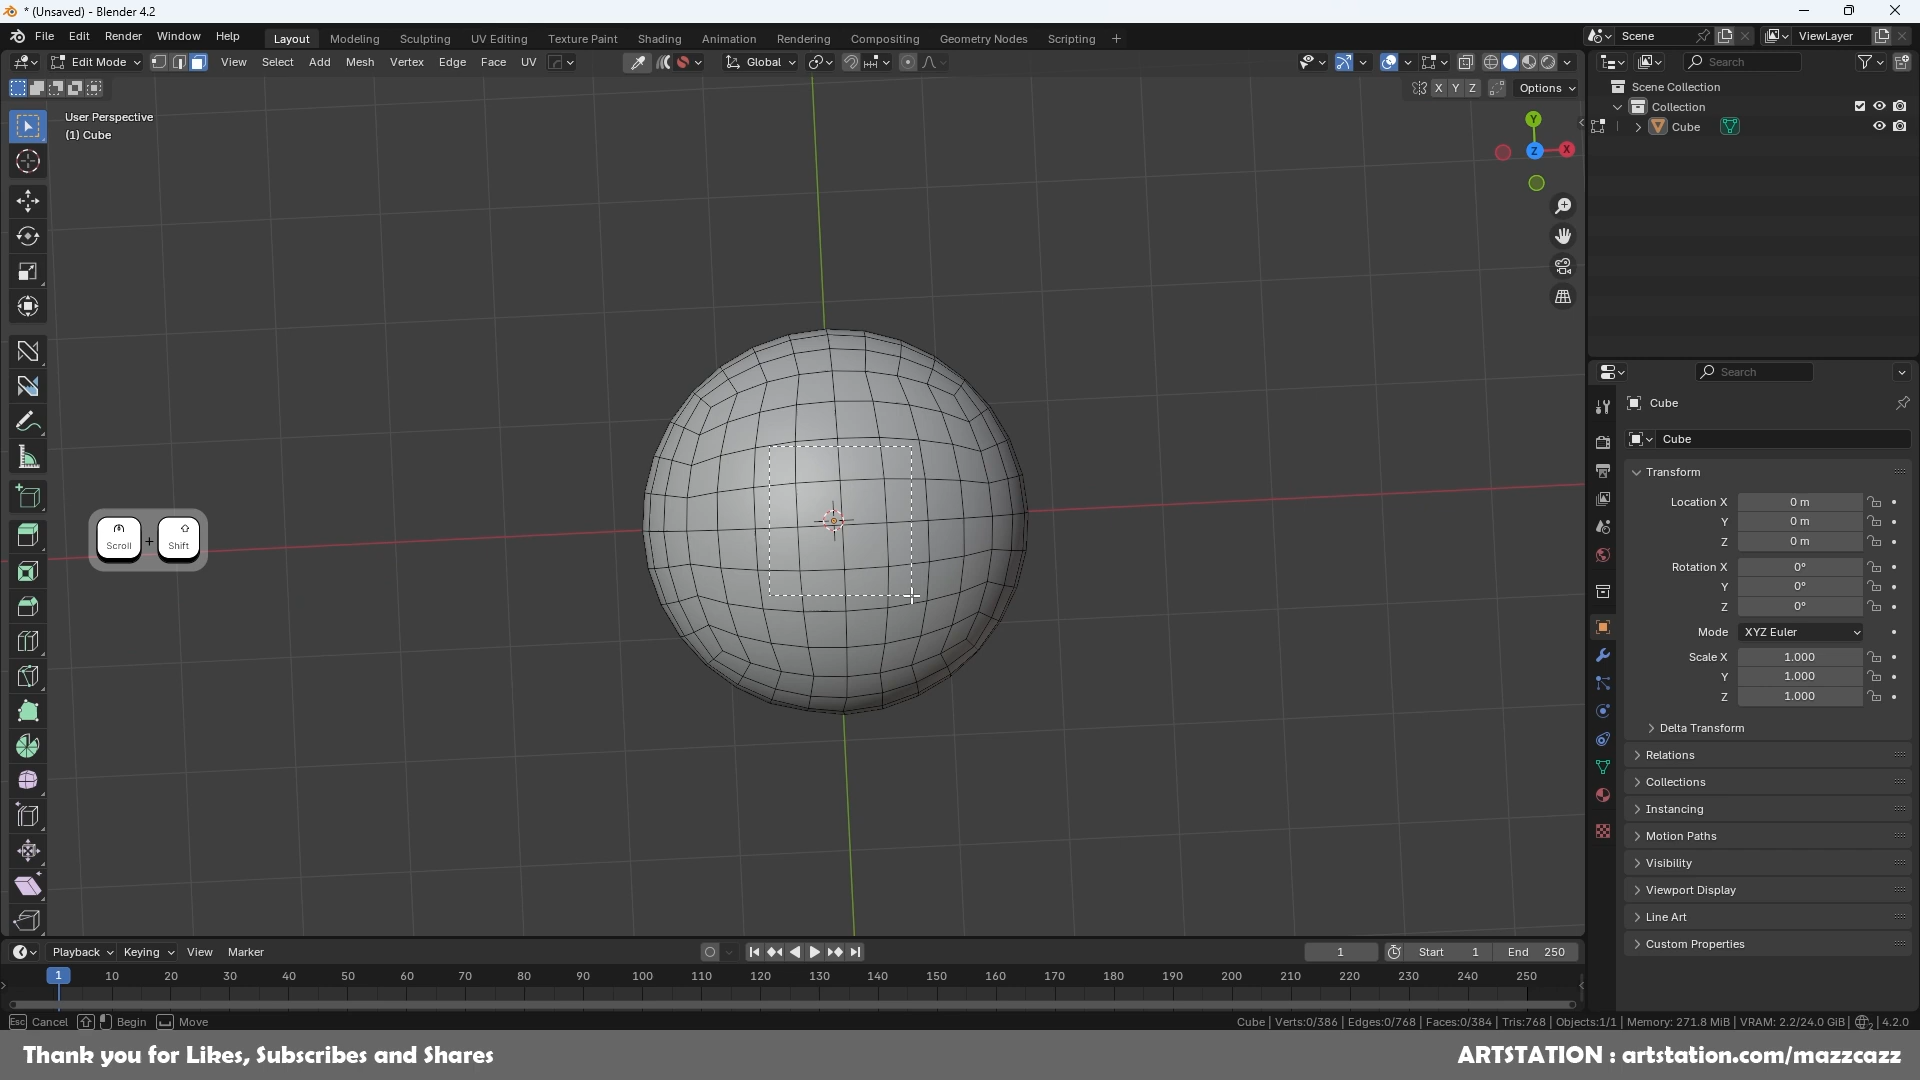 * (Unsaved) - Blender 4.2
File Edit Render Window Help Layout Modeling Sculpting UV Editing Texture Paint Shading Animation Rendering Compositing Geometry Nodes Scripting + Scene ViewLayer
Edit Mode View Select Add Mesh Vertex Edge Face UV Global Search
X Y Z Options
Scene Collection
Collection
Cube
User Perspective
(1) Cube
Y
Z X
Scroll + Shift
Search
Cube
Cube
Transform
Location X 0 m
Y 0 m
Z 0 m
Rotation X 0°
Y 0°
Z 0°
Mode XYZ Euler
Scale X 1.000
Y 1.000
Z 1.000
Delta Transform
Relations
Collections
Instancing
Motion Paths
Visibility
Viewport Display
Line Art
Custom Properties
Playback Keying View Marker 1 Start 1 End 250
1 10 20 30 40 50 60 70 80 90 100 110 120 130 140 150 160 170 180 190 200 210 220 230 240 250
Esc Cancel Begin Move Cube | Verts:0/386 | Edges:0/768 | Faces:0/384 | Tris:768 | Objects:1/1 | Memory: 271.8 MiB | VRAM: 2.2/24.0 GiB | 2 | 4.2.0
Thank you for Likes, Subscribes and Shares ARTSTATION : artstation.com/mazzcazz